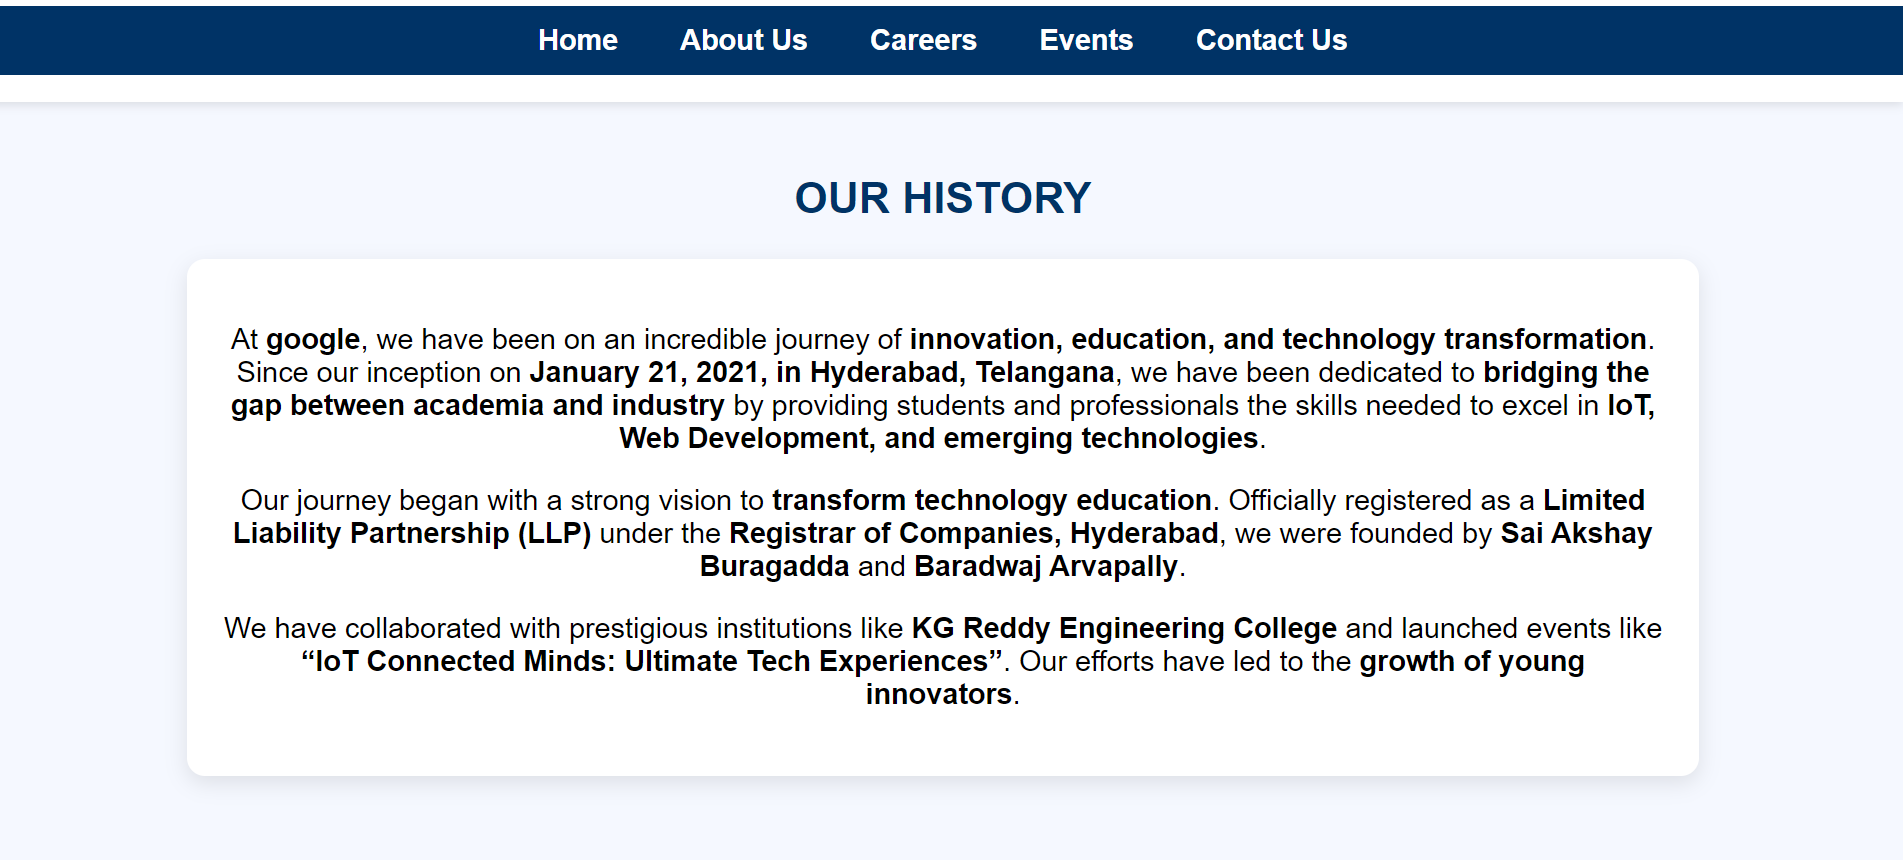 Home About Us Careers Events Contact Us
OUR HISTORY
At google, we have been on an incredible journey of innovation, education, and technology transformation.
Since our inception on January 21, 2021, in Hyderabad, Telangana, we have been dedicated to bridging the
gap between academia and industry by providing students and professionals the skills needed to excel in IoT,
Web Development, and emerging technologies.
Our journey began with a strong vision to transform technology education. Officially registered as a Limited
Liability Partnership (LLP) under the Registrar of Companies, Hyderabad, we were founded by Sai Akshay
Buragadda and Baradwaj Arvapally.
We have collaborated with prestigious institutions like KG Reddy Engineering College and launched events like
“IoT Connected Minds: Ultimate Tech Experiences”. Our efforts have led to the growth of young
innovators.